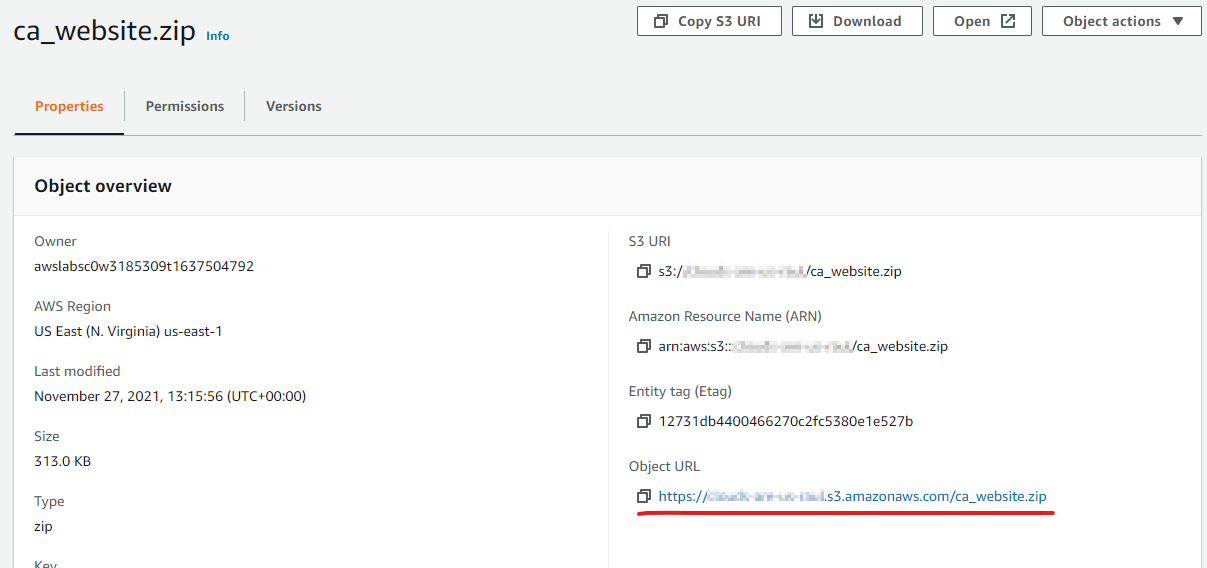 ca_website.zip Info
Copy S3 URI
Download
Open
Object actions
Properties
Permissions
Versions
Object overview
Owner
awslabsc0w3185309t1637504792
AWS Region
US East (N. Virginia) us-east-1
Last modified
November 27, 2021, 13:15:56 (UTC+00:00)
Size
313.0 KB
Type
zip
Key
S3 URI
s3:/ /ca_website.zip
Amazon Resource Name (ARN)
arn:aws:s3:: /ca_website.zip
Entity tag (Etag)
12731db4400466270c2fc5380e1e527b
Object URL
https:// .s3.amazonaws.com/ca_website.zip